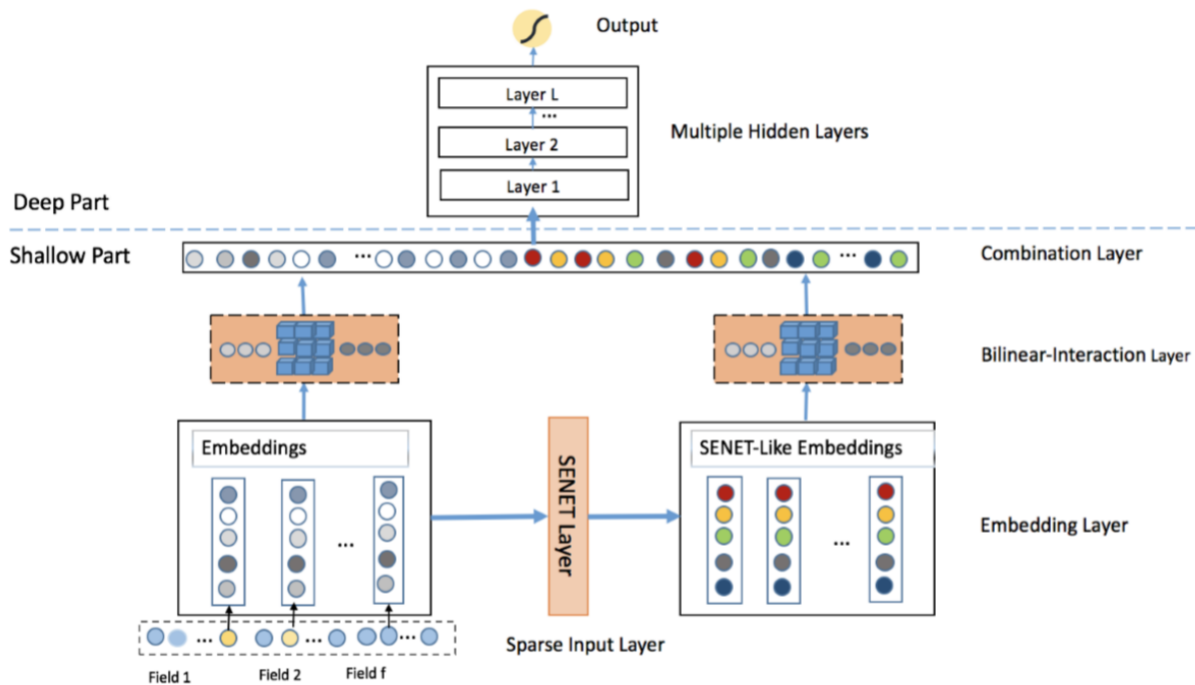 Output
Layer L
...
Layer 2
Layer 1
Multiple Hidden Layers
Deep Part
Shallow Part
...
...
Combination Layer
Bilinear-Interaction Layer
Embeddings
...
SENET Layer
SENET-Like Embeddings
...
Embedding Layer
... ... ...
Sparse Input Layer
Field 1
Field 2
Field f